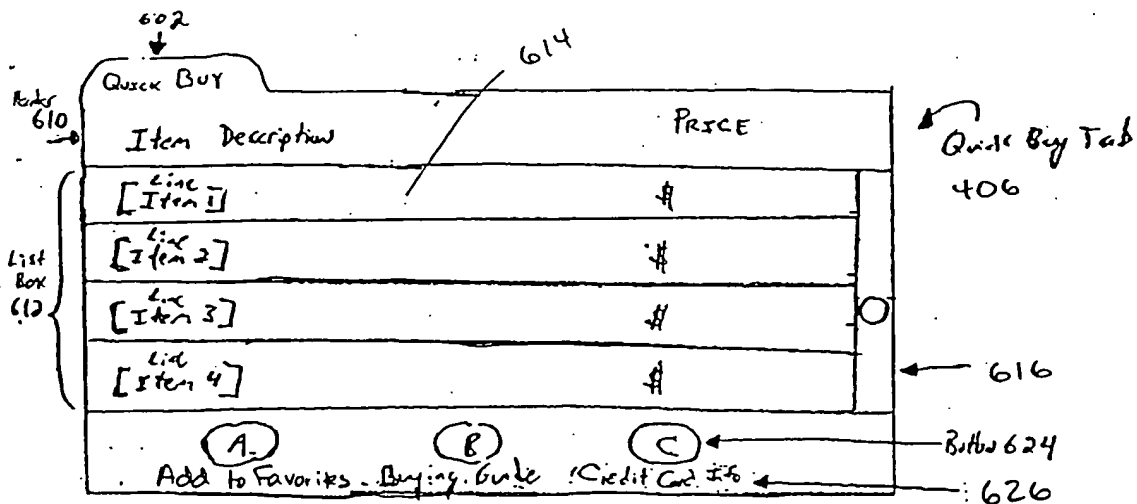 602
614
Quick Buy
Header 610
Item Description
PRICE
Quick Buy Tab
406
[Line Item 1] $
List Box 612
[Line Item 2] $
[Line Item 3] $
[Line Item 4] $
616
A B C
Button 624
Add to Favorites Buying Guide Credit Card Info
626